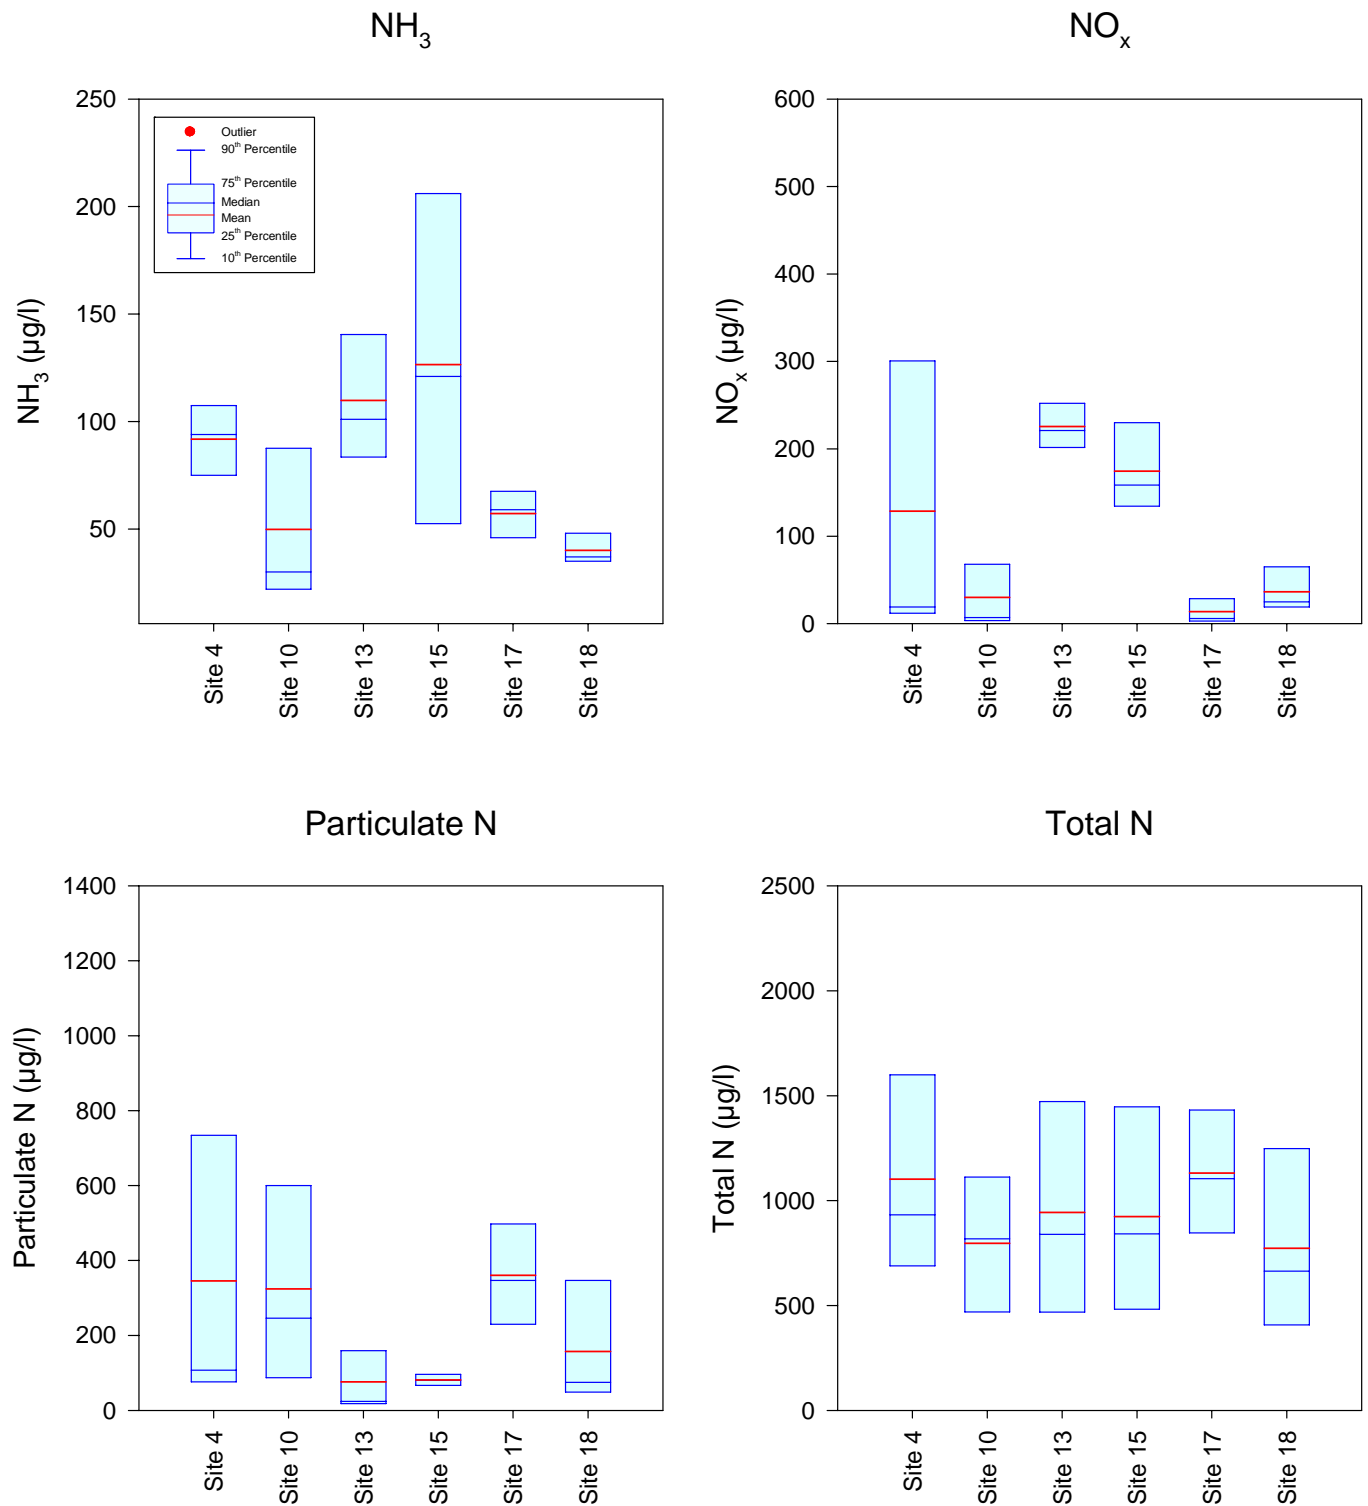 NH3
NH3 (µg/l)
250
200
150
100
50
Outlier
90th Percentile
75th Percentile
Median
Mean
25th Percentile
10th Percentile
Site 4
Site 10
Site 13
Site 15
Site 17
Site 18
NOx
NOx (µg/l)
600
500
400
300
200
100
0
Site 4
Site 10
Site 13
Site 15
Site 17
Site 18
Particulate N
Particulate N (µg/l)
1400
1200
1000
800
600
400
200
0
Site 4
Site 10
Site 13
Site 15
Site 17
Site 18
Total N
Total N (µg/l)
2500
2000
1500
1000
500
0
Site 4
Site 10
Site 13
Site 15
Site 17
Site 18